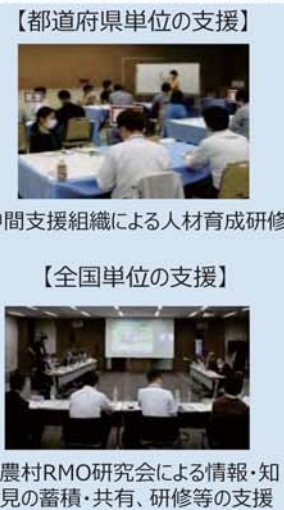 【都道府県単位の支援】
間支援組織による人材育成研修
【全国単位の支援】
農村RMO研究会による情報・知
見の蓄積・共有、研修等の支援